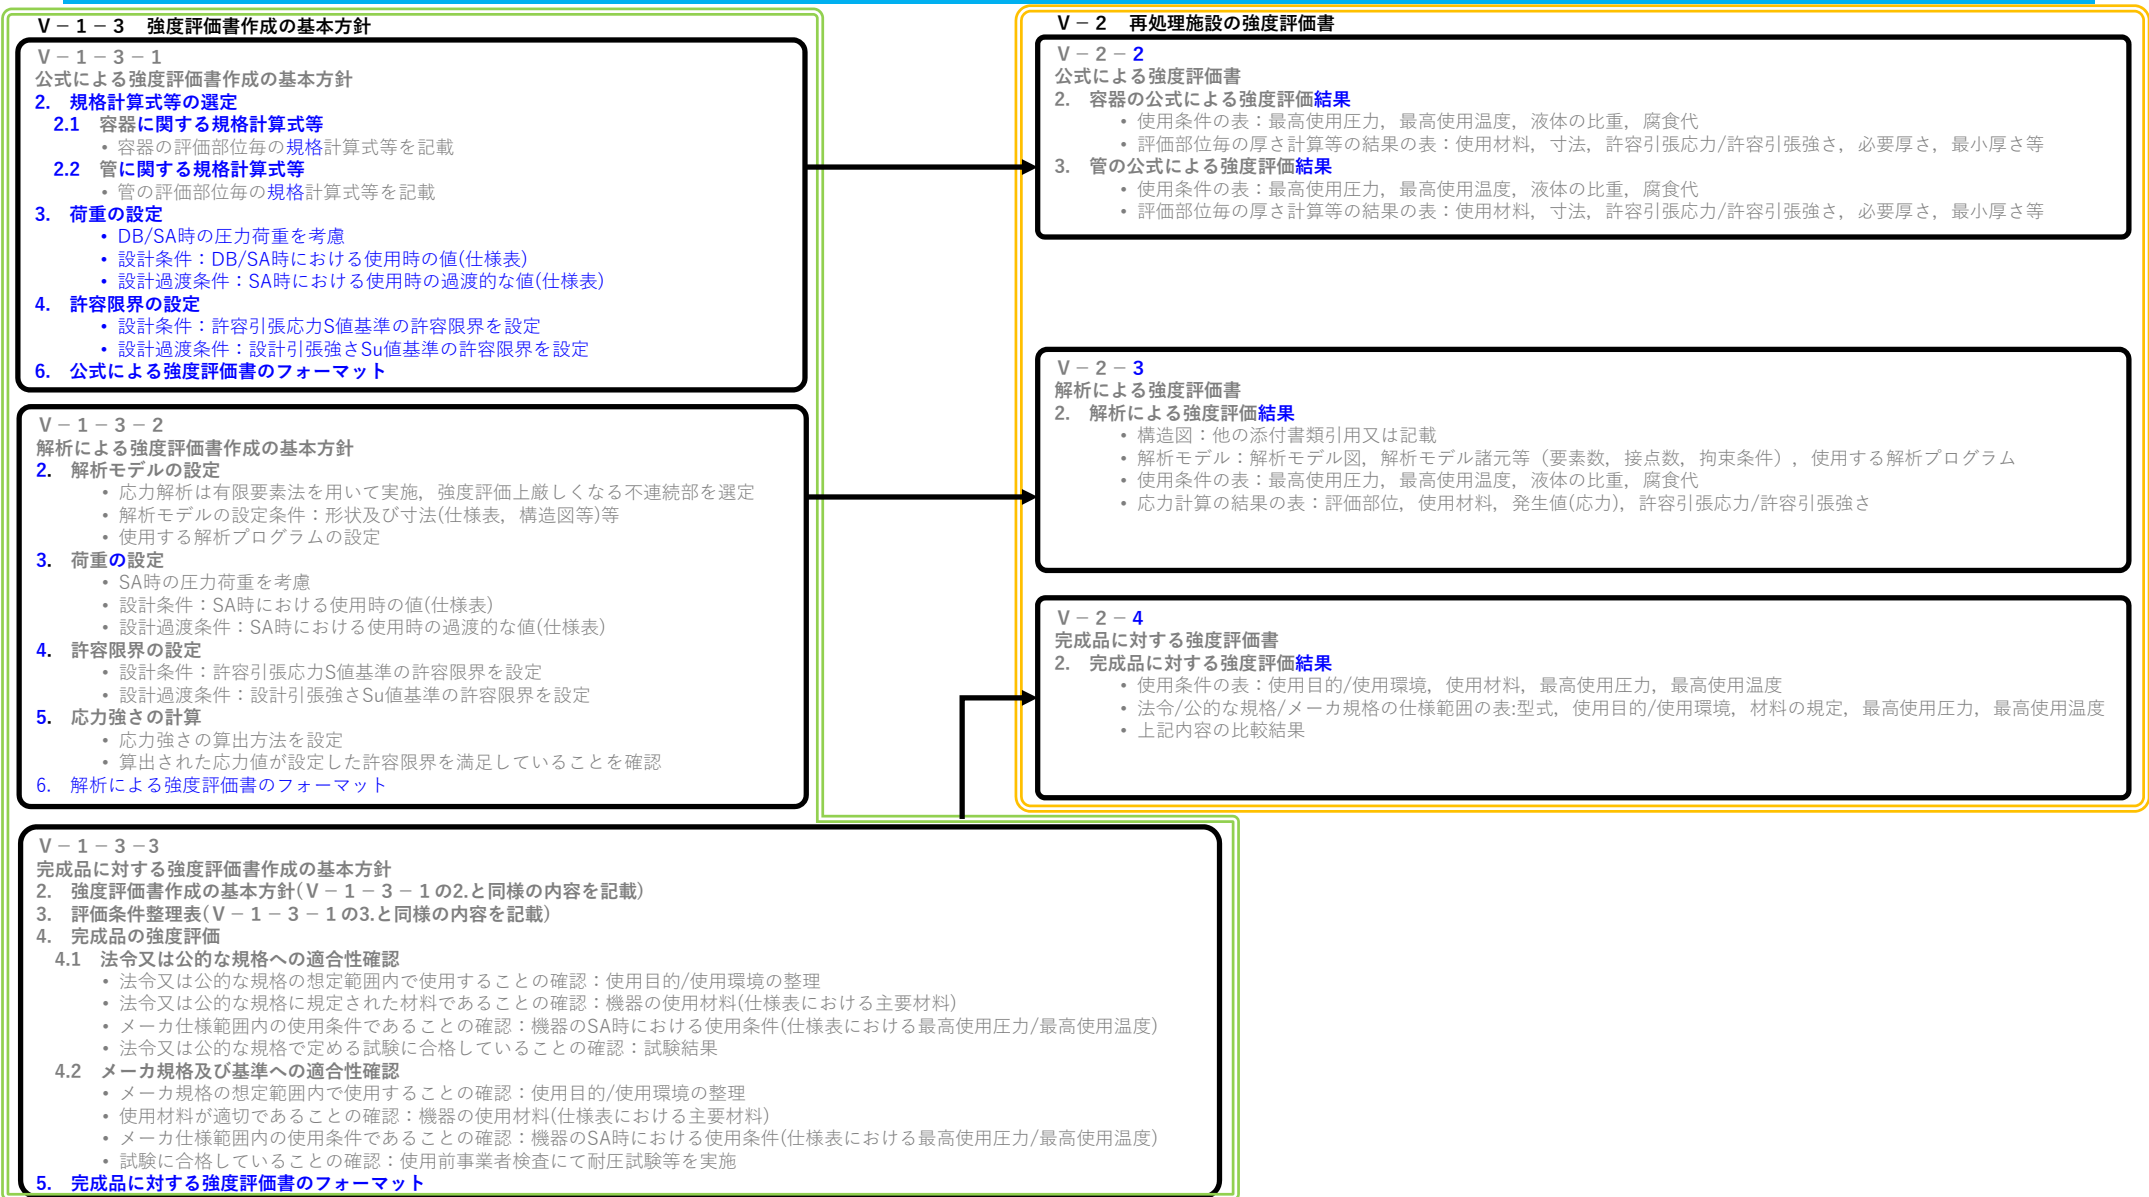 Ⅴ－１－３　強度評価書作成の基本方針
Ⅴ－１－３－１
公式による強度評価書作成の基本方針
2.　規格計算式等の選定
2.1　容器に関する規格計算式等
• 容器の評価部位毎の規格計算式等を記載
2.2　管に関する規格計算式等
• 管の評価部位毎の規格計算式等を記載
3.　荷重の設定
• DB/SA時の圧力荷重を考慮
• 設計条件：DB/SA時における使用時の値(仕様表)
• 設計過渡条件：SA時における使用時の過渡的な値(仕様表)
4.　許容限界の設定
• 設計条件：許容引張応力S値基準の許容限界を設定
• 設計過渡条件：設計引張強さSu値基準の許容限界を設定
6.　公式による強度評価書のフォーマット
Ⅴ－１－３－２
解析による強度評価書作成の基本方針
2.　解析モデルの設定
• 応力解析は有限要素法を用いて実施，強度評価上厳しくなる不連続部を選定
• 解析モデルの設定条件：形状及び寸法(仕様表，構造図等)等
• 使用する解析プログラムの設定
3.　荷重の設定
• SA時の圧力荷重を考慮
• 設計条件：SA時における使用時の値(仕様表)
• 設計過渡条件：SA時における使用時の過渡的な値(仕様表)
4.　許容限界の設定
• 設計条件：許容引張応力S値基準の許容限界を設定
• 設計過渡条件：設計引張強さSu値基準の許容限界を設定
5.　応力強さの計算
• 応力強さの算出方法を設定
• 算出された応力値が設定した許容限界を満足していることを確認
6.　解析による強度評価書のフォーマット
Ⅴ－１－３－3
完成品に対する強度評価書作成の基本方針
2.　強度評価書作成の基本方針(Ⅴ－１－３－１の2.と同様の内容を記載)
3.　評価条件整理表(Ⅴ－１－３－１の3.と同様の内容を記載)
4.　完成品の強度評価
4.1　法令又は公的な規格への適合性確認
• 法令又は公的な規格の想定範囲内で使用することの確認：使用目的/使用環境の整理
• 法令又は公的な規格に規定された材料であることの確認：機器の使用材料(仕様表における主要材料)
• メーカ仕様範囲内の使用条件であることの確認：機器のSA時における使用条件(仕様表における最高使用圧力/最高使用温度)
• 法令又は公的な規格で定める試験に合格していることの確認：試験結果
4.2　メーカ規格及び基準への適合性確認
• メーカ規格の想定範囲内で使用することの確認：使用目的/使用環境の整理
• 使用材料が適切であることの確認：機器の使用材料(仕様表における主要材料)
• メーカ仕様範囲内の使用条件であることの確認：機器のSA時における使用条件(仕様表における最高使用圧力/最高使用温度)
• 試験に合格していることの確認：使用前事業者検査にて耐圧試験等を実施
5.　完成品に対する強度評価書のフォーマット
Ⅴ－２　再処理施設の強度評価書
Ⅴ－２－２
公式による強度評価書
2.　容器の公式による強度評価結果
• 使用条件の表：最高使用圧力，最高使用温度，液体の比重，腐食代
• 評価部位毎の厚さ計算等の結果の表：使用材料，寸法，許容引張応力/許容引張強さ，必要厚さ，最小厚さ等
3.　管の公式による強度評価結果
• 使用条件の表：最高使用圧力，最高使用温度，液体の比重，腐食代
• 評価部位毎の厚さ計算等の結果の表：使用材料，寸法，許容引張応力/許容引張強さ，必要厚さ，最小厚さ等
Ⅴ－２－３
解析による強度評価書
2.　解析による強度評価結果
• 構造図：他の添付書類引用又は記載
• 解析モデル：解析モデル図，解析モデル諸元等（要素数，接点数，拘束条件），使用する解析プログラム
• 使用条件の表：最高使用圧力，最高使用温度，液体の比重，腐食代
• 応力計算の結果の表：評価部位，使用材料，発生値(応力)，許容引張応力/許容引張強さ
Ⅴ－２－４
完成品に対する強度評価書
2.　完成品に対する強度評価結果
• 使用条件の表：使用目的/使用環境，使用材料，最高使用圧力，最高使用温度
• 法令/公的な規格/メーカ規格の仕様範囲の表:型式，使用目的/使用環境，材料の規定，最高使用圧力，最高使用温度
• 上記内容の比較結果